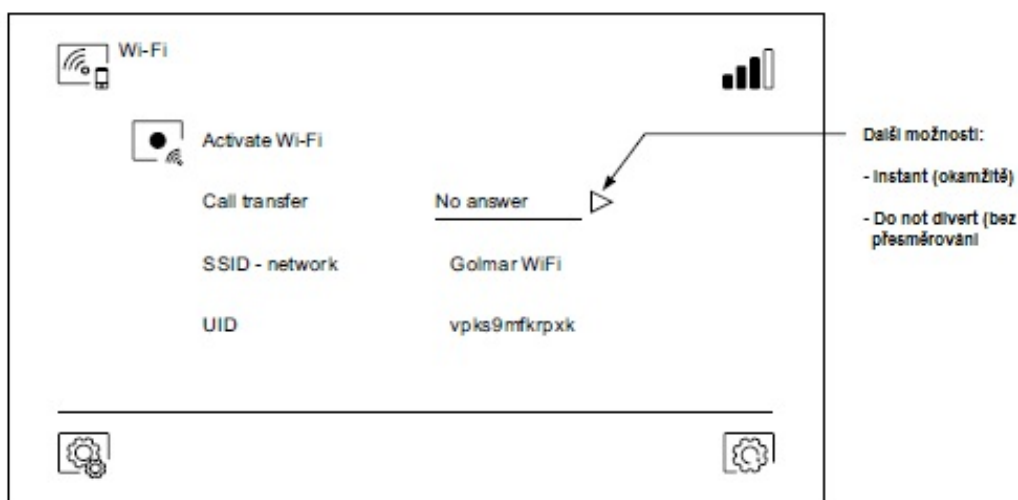 Wi-Fi
Activate Wi-Fi
Call transfer No answer
SSID - network Golmar WiFi
UID vpks9mfkrpxk
Další možnosti:
- Instant (okamžitě)
- Do not divert (bez
přesměrování